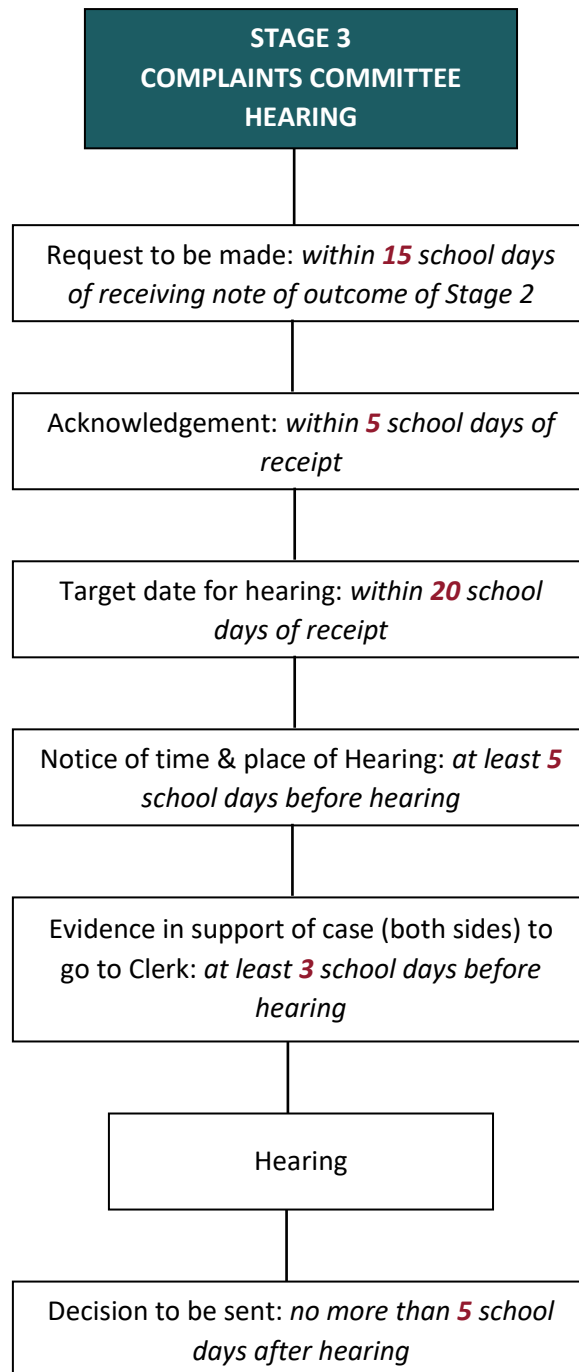 STAGE 3
COMPLAINTS COMMITTEE
HEARING
Request to be made: within 15 school days
of receiving note of outcome of Stage 2
Acknowledgement: within 5 school days of
receipt
Target date for hearing: within 20 school
days of receipt
Notice of time & place of Hearing: at least 5
school days before hearing
Evidence in support of case (both sides) to
go to Clerk: at least 3 school days before
hearing
Hearing
Decision to be sent: no more than 5 school
days after hearing